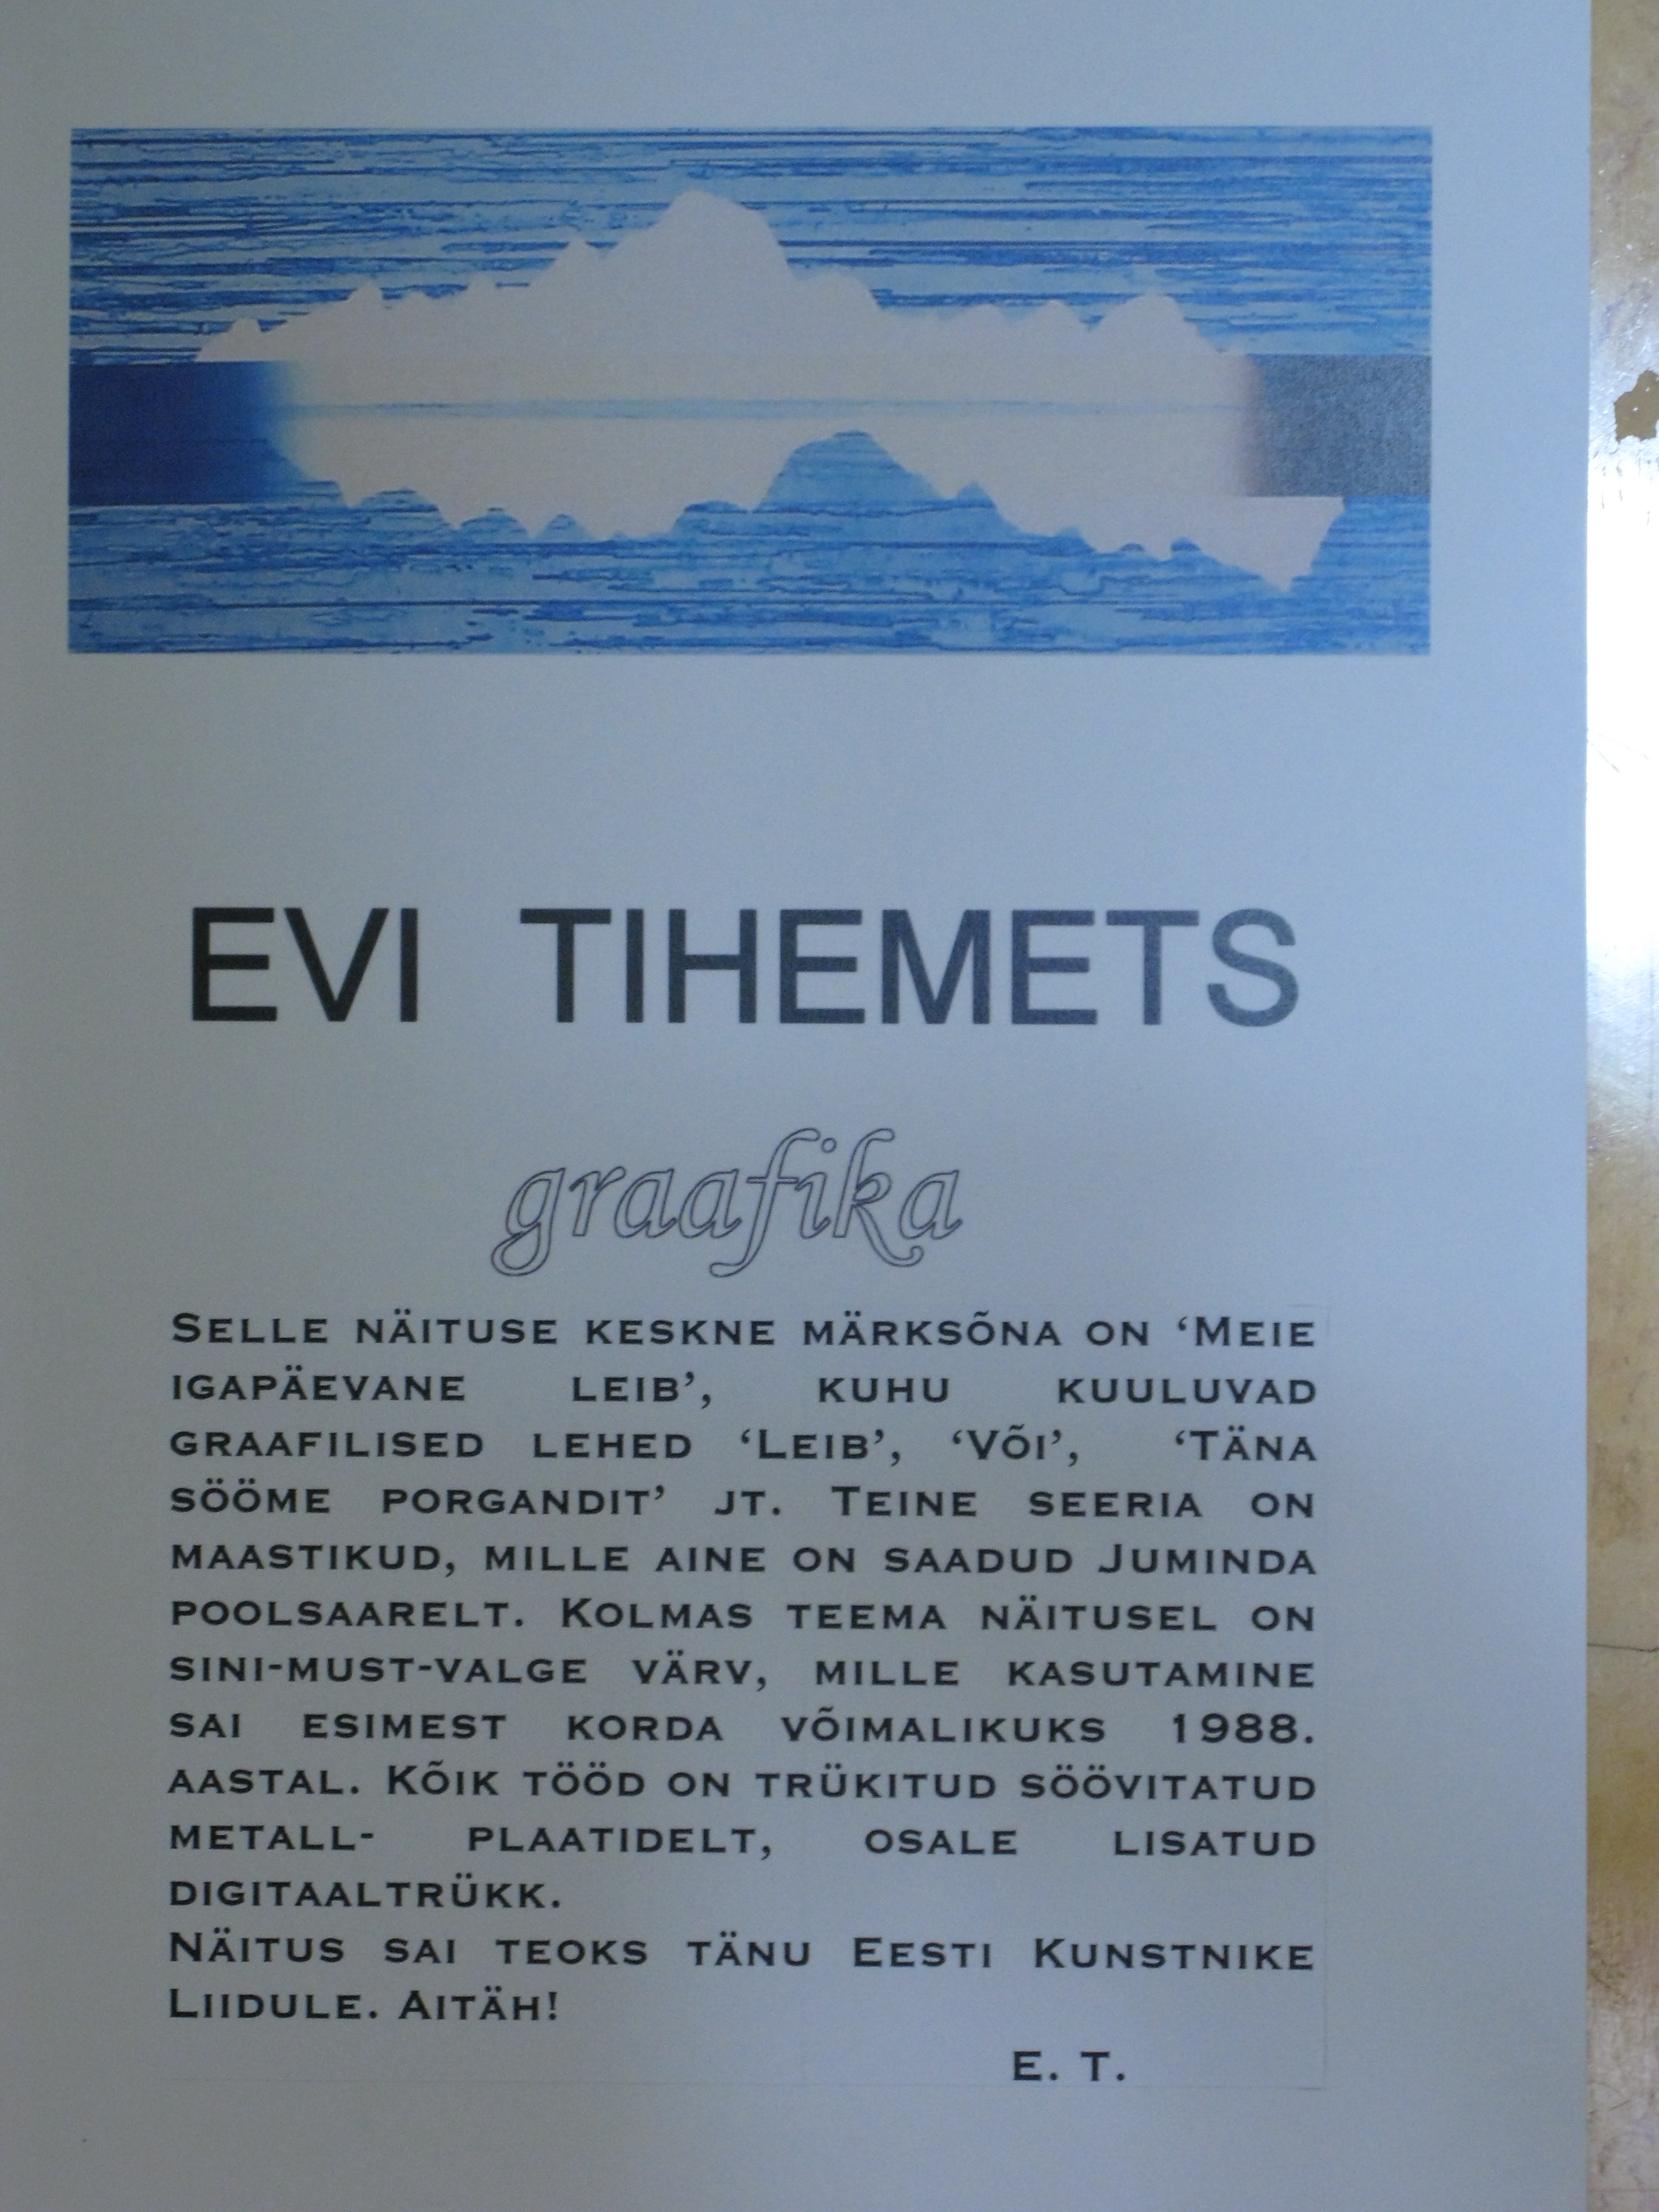 EVI TIHEMETS
graafika
SELLE NÄITUSE KESKNE MÄRKSÕNA ON ‘MEIE
IGAPÄEVANE LEIB’, KUHU KUULUVAD
GRAAFILISED LEHED ‘LEIB’, ‘VÕI’, ‘TÄNA
SÖÖME PORGANDIT’ JT. TEINE SEERIA ON
MAASTIKUD, MILLE AINE ON SAADUD JUMINDA
POOLSAARELT. KOLMAS TEEMA NÄITUSEL ON
SINI-MUST-VALGE VÄRV, MILLE KASUTAMINE
SAI ESIMEST KORDA VÕIMALIKUKS 1988.
AASTAL. KÕIK TÖÖD ON TRÜKITUD SÖÖVITATUD
METALL- PLAATIDELT, OSALE LISATUD
DIGITAALTRÜKK.
NÄITUS SAI TEOKS TÄNU EESTI KUNSTNIKE
LIIDULE. AITÄH!
E. T.